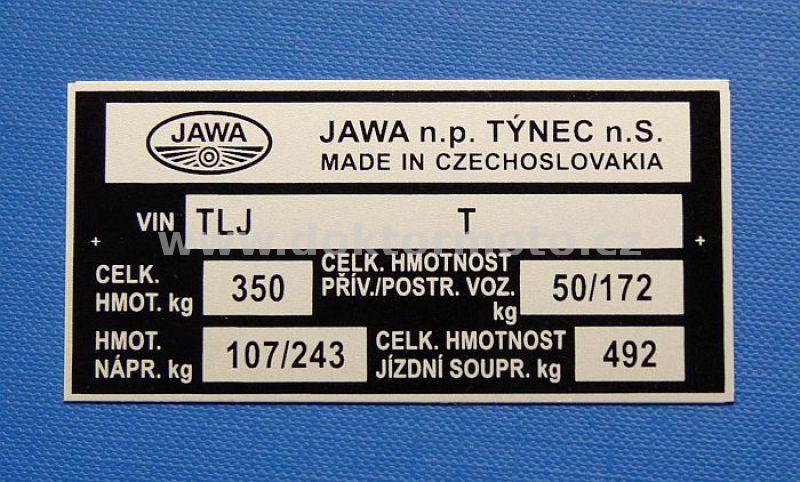 JAWA
JAWA n.p. TÝNEC n.S.
MADE IN CZECHOSLOVAKIA
VIN TLJ T
www.doktormoto.cz
CELK. HMOT. kg 350
CELK. HMOTNOST PŘÍV./POSTR. VOZ. kg 50/172
HMOT. NÁPR. kg 107/243
CELK. HMOTNOST JÍZDNÍ SOUPR. kg 492